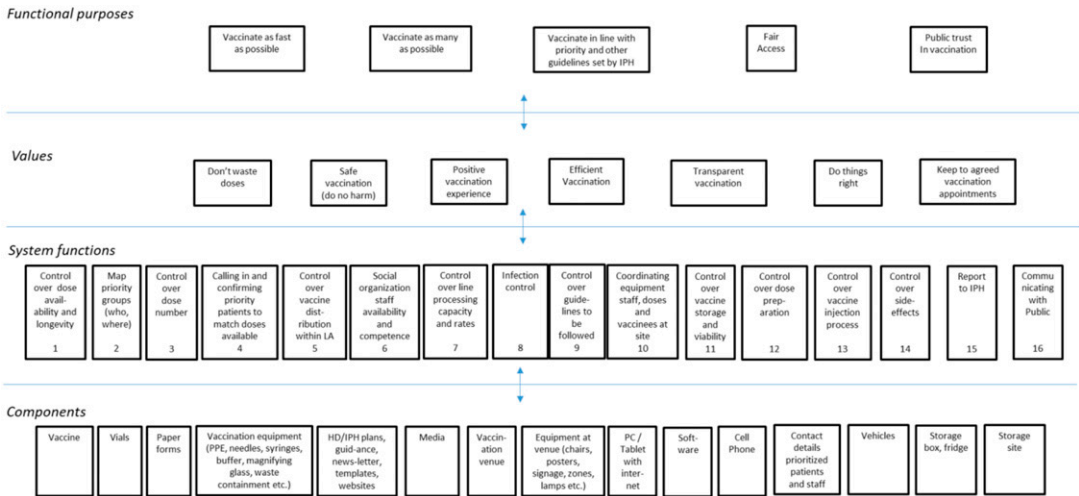 Functional purposes
Vaccinate as fast
as possible
Vaccinate as many
as possible
Vaccinate in line with
priority and other
guidelines set by IPH
Fair
Access
Public trust
In vaccination
Values
Don't waste
doses
Safe
vaccination
(do no harm)
Positive
vaccination
experience
Efficient
Vaccination
Transparent
vaccination
Do things
right
Keep to agreed
vaccination
appointments
System functions
Control
over dose
avail-
ability and
longevity
1
Map
priority
groups
(who,
where)
2
Control
over
dose
number
3
Calling in and
confirming
priority
patients to
match doses
available
4
Control
over
vaccine
dist-
ribution
within LA
5
Social
organization
staff
availability
and
competence
6
Control
over line
processing
capacity
and rates
7
Infection
control
8
Control
over
guide-
lines to
be
followed
9
Coordinating
equipment
staff, doses
and
vaccinees at
site
10
Control
over
vaccine
storage
and
viability
11
Control
over dose
prep-
aration
12
Control
over
vaccine
injection
process
13
Control
over
side-
effects
14
Report
to IPH
15
Commu
nicating
with
Public
16
Components
Vaccine
Vials
Paper
forms
Vaccination equipment
(PPE, needles, syringes,
buffer, magnifying
glass, waste
containment etc.)
HD/IPH plans,
guid-ance,
news-letter,
templates,
websites
Media
Vaccin-
ation
venue
Equipment at
venue (chairs,
posters,
signage, zones,
lamps etc.)
PC /
Tablet
with
inter-
net
Soft-
ware
Cell
Phone
Contact
details
prioritized
patients
and staff
Vehicles
Storage
box, fridge
Storage
site